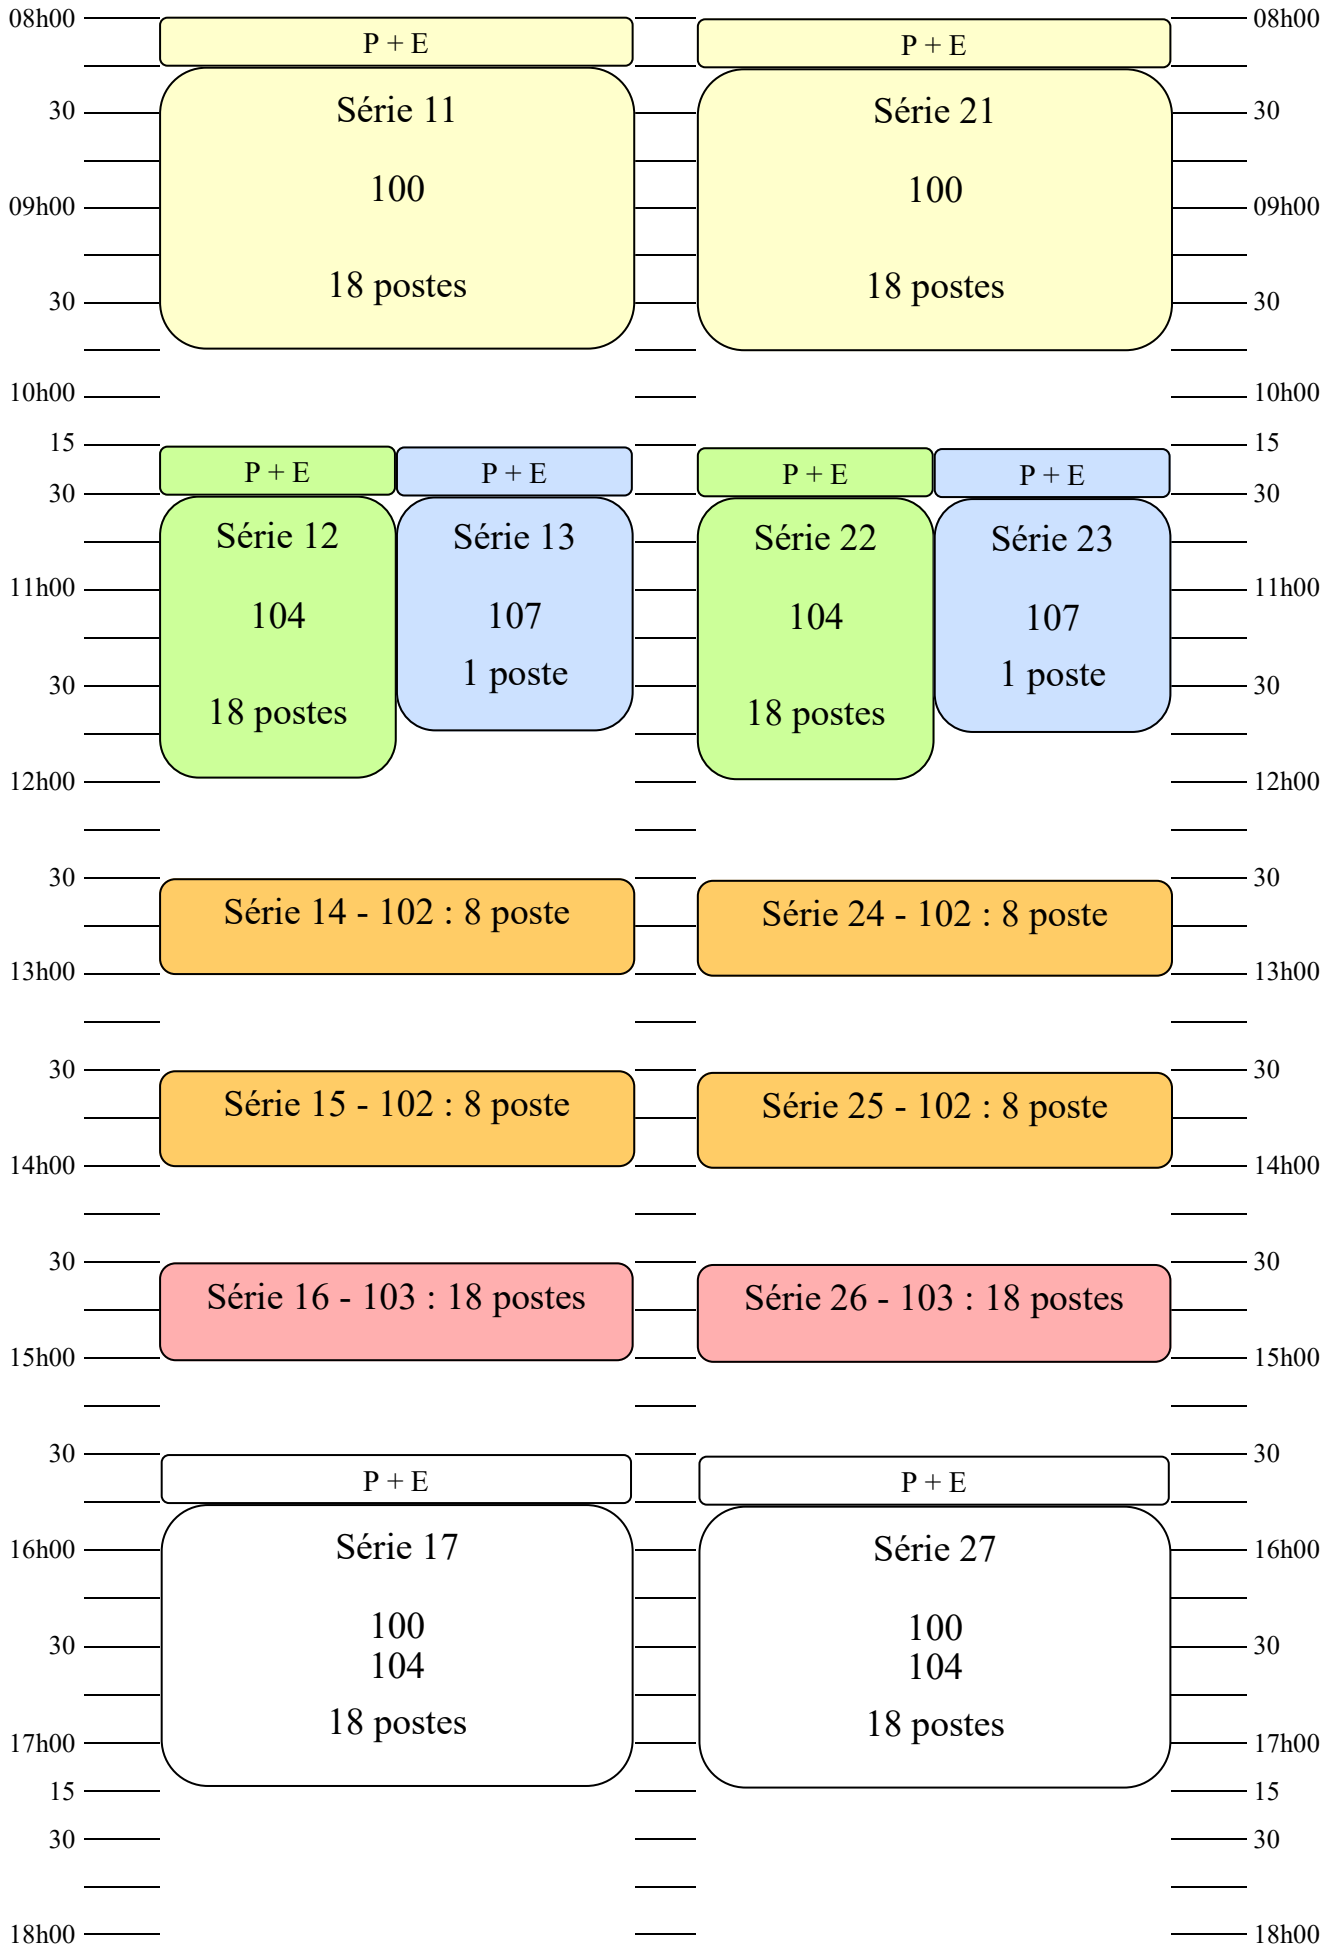 08h00 P + E P + E 08h00
30 Série 11 Série 21 30
100 100
09h00 09h00
18 postes 18 postes
30 30
10h00 10h00
15 15
P + E P + E P + E P + E
30 30
Série 12 Série 13 Série 22 Série 23
11h00 11h00
104 107 104 107
1 poste 1 poste
30 30
18 postes 18 postes
12h00 12h00
30 30
Série 14 - 102 : 8 poste Série 24 - 102 : 8 poste
13h00 13h00
30 30
Série 15 - 102 : 8 poste Série 25 - 102 : 8 poste
14h00 14h00
30 30
Série 16 - 103 : 18 postes Série 26 - 103 : 18 postes
15h00 15h00
30 30
P + E P + E
16h00 Série 17 Série 27 16h00
100 100
30 30
104 104
18 postes 18 postes
17h00 17h00
15 15
30 30
18h00 18h00